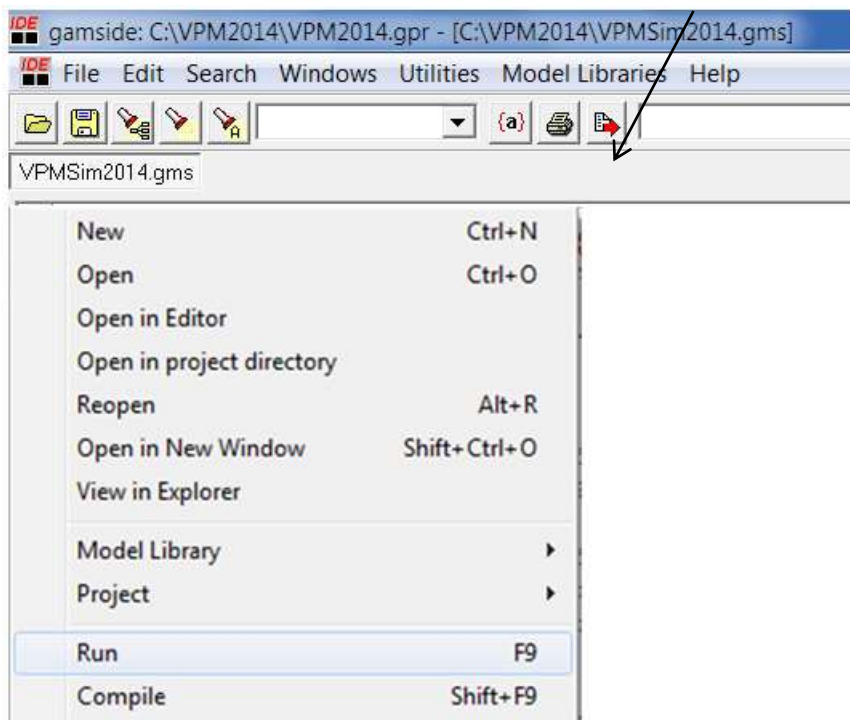 IDE gamside: C:\VPM2014\VPM2014.gpr - [C:\VPM2014\VPMSim2014.gms]
IDE File Edit Search Windows Utilities Model Libraries Help
A {a}
VPMSim2014.gms
New Ctrl+N
Open Ctrl+O
Open in Editor
Open in project directory
Reopen Alt+R
Open in New Window Shift+Ctrl+O
View in Explorer
Model Library
Project
Run F9
Compile Shift+F9